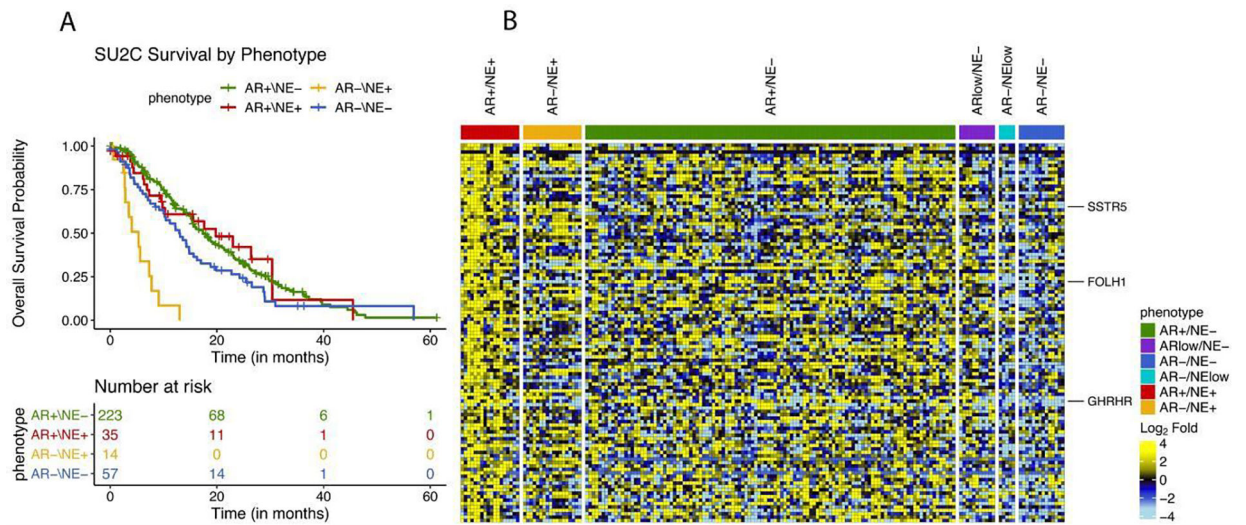 A
SU2C Survival by Phenotype
phenotype
AR+\NE− AR−\NE+
AR+\NE+ AR−\NE−
Overall Survival Probability
1.00
0.75
0.50
0.25
0.00
0 20 40 60
Time (in months)
Number at risk
phenotype
AR+\NE− 223 68 6 1
AR+\NE+ 35 11 1 0
AR−\NE+ 14 0 0 0
AR−\NE− 57 14 1 0
0 20 40 60
Time (in months)
B
AR+/NE+
AR−/NE+
AR+/NE−
ARlow/NE−
AR−/NElow
AR−/NE−
SSTR5
FOLH1
GHRHR
phenotype
AR+/NE−
ARlow/NE−
AR−/NE−
AR−/NElow
AR+/NE+
AR−/NE+
Log2 Fold
4
2
0
−2
−4